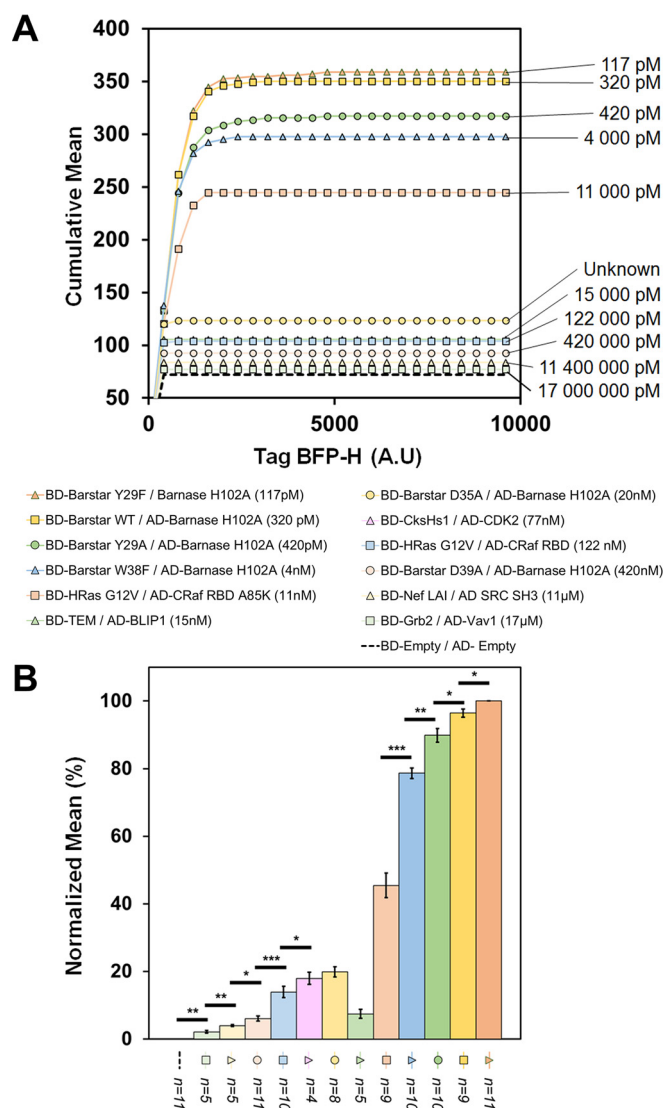 A
400
350
300
250
200
150
100
50
Cumulative Mean
0
5000
10000
Tag BFP-H (A.U)
117 pM
320 pM
420 pM
4 000 pM
11 000 pM
Unknown
15 000 pM
122 000 pM
420 000 pM
11 400 000 pM
17 000 000 pM
BD-Barstar Y29F / Barnase H102A (117pM)
BD-Barstar WT / AD-Barnase H102A (320 pM)
BD-Barstar Y29A / AD-Barnase H102A (420pM)
BD-Barstar W38F / AD-Barnase H102A (4nM)
BD-HRas G12V / AD-CRaf RBD A85K (11nM)
BD-TEM / AD-BLIP1 (15nM)
BD-Barstar D35A / AD-Barnase H102A (20nM)
BD-CksHs1 / AD-CDK2 (77nM)
BD-HRas G12V / AD-CRaf RBD (122 nM)
BD-Barstar D39A / AD-Barnase H102A (420nM)
BD-Nef LAI / AD SRC SH3 (11µM)
BD-Grb2 / AD-Vav1 (17µM)
BD-Empty / AD- Empty
B
100
80
60
40
20
0
Normalized Mean (%)
**
**
*
***
*
***
**
*
*
n=11
n=5
n=5
n=11
n=10
n=4
n=8
n=5
n=9
n=10
n=10
n=9
n=11